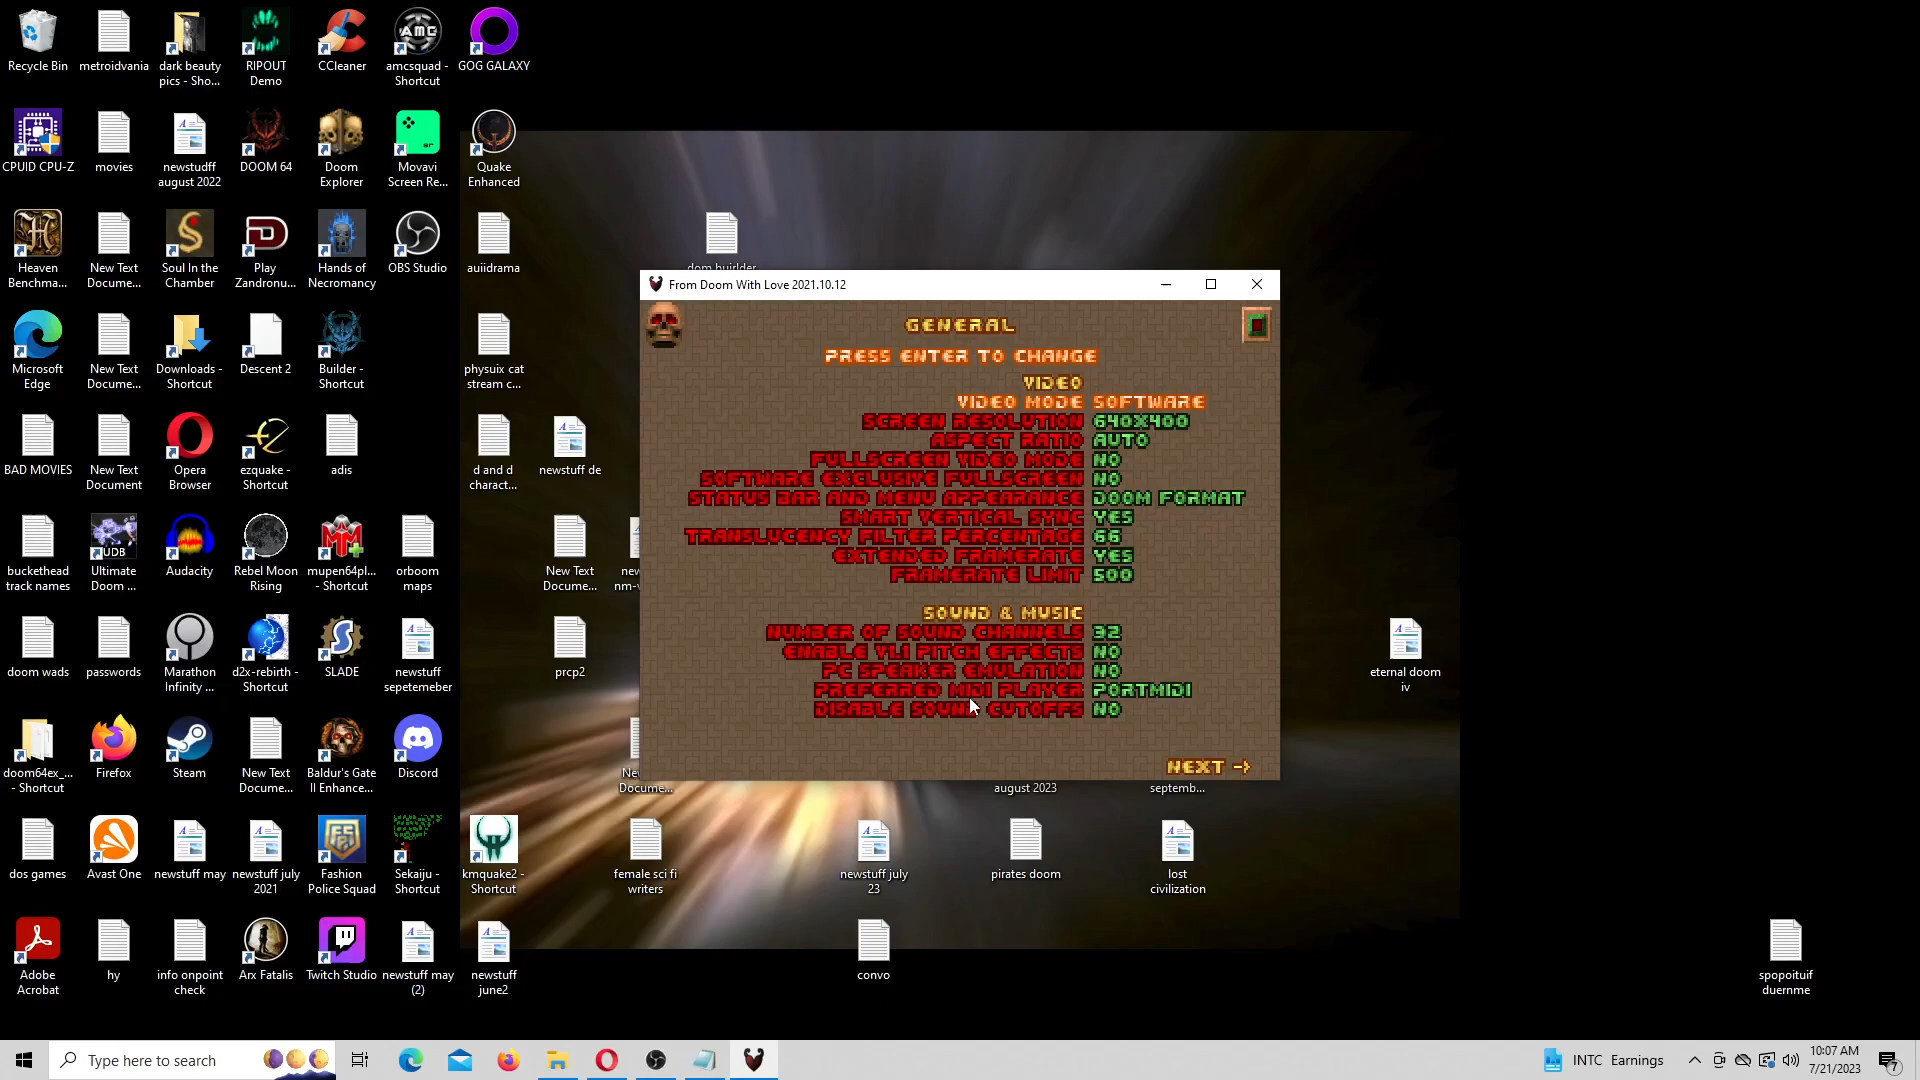 Recycle Bin
metroidvania
dark beauty
pics - Sho...
RIPOUT
Demo
CCleaner
amcsquad -
Shortcut
GOG GALAXY
CPUID CPU-Z
movies
newstudff
august 2022
DOOM 64
Doom
Explorer
Movavi
Screen Re...
Quake
Enhanced
Heaven
Benchma...
New Text
Docume...
Soul In the
Chamber
Play
Zandronu...
Hands of
Necromancy
OBS Studio
auiidrama
Microsoft
Edge
New Text
Docume...
Downloads -
Shortcut
Descent 2
Builder -
Shortcut
physuix cat
stream c...
BAD MOVIES
New Text
Document
Opera
Browser
ezquake -
Shortcut
adis
d and d
charact...
newstuff de
buckethead
track names
Ultimate
Doom ...
Audacity
Rebel Moon
Rising
mupen64pl...
- Shortcut
orboom
maps
New Text
Docume...
doom wads
passwords
Marathon
Infinity ...
d2x-rebirth -
Shortcut
SLADE
newstuff
sepetemeber
prcp2
eternal doom
iv
doom64ex_...
- Shortcut
Firefox
Steam
New Text
Docume...
Baldur's Gate
II Enhance...
Discord
Docume...
august 2023
septemb...
dos games
Avast One
newstuff may
newstuff july
2021
Fashion
Police Squad
Sekaiju -
Shortcut
kmquake2 -
Shortcut
female sci fi
writers
newstuff july
23
pirates doom
lost
civilization
Adobe
Acrobat
hy
info onpoint
check
Arx Fatalis
Twitch Studio
newstuff may
(2)
newstuff
june2
convo
spopoituif
duernme
From Doom With Love 2021.10.12
GENERAL
PRESS ENTER TO CHANGE
VIDEO
VIDEO MODE SOFTWARE
SCREEN RESOLUTION 640X400
ASPECT RATIO AUTO
FULLSCREEN VIDEO MODE NO
SOFTWARE EXCLUSIVE FULLSCREEN NO
STATUS BAR AND MENU APPEARANCE DOOM FORMAT
SMART VERTICAL SYNC YES
TRANSLUCENCY FILTER PERCENTAGE 66
EXTENDED FRAMERATE YES
FRAMERATE LIMIT 500
SOUND & MUSIC
NUMBER OF SOUND CHANNELS 32
ENABLE V1.1 PITCH EFFECTS NO
PC SPEAKER EMULATION NO
PREFERRED MIDI PLAYER PORTMIDI
DISABLE SOUND CUTOFFS NO
NEXT ->
Type here to search
INTC Earnings
10:07 AM
7/21/2023
7